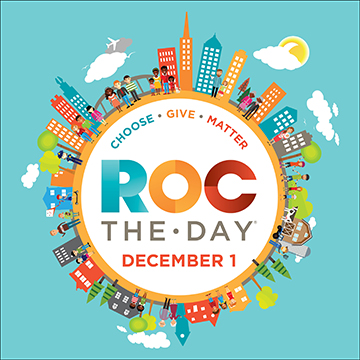 CHOOSE • GIVE • MATTER
ROC
THE • DAY®
DECEMBER 1